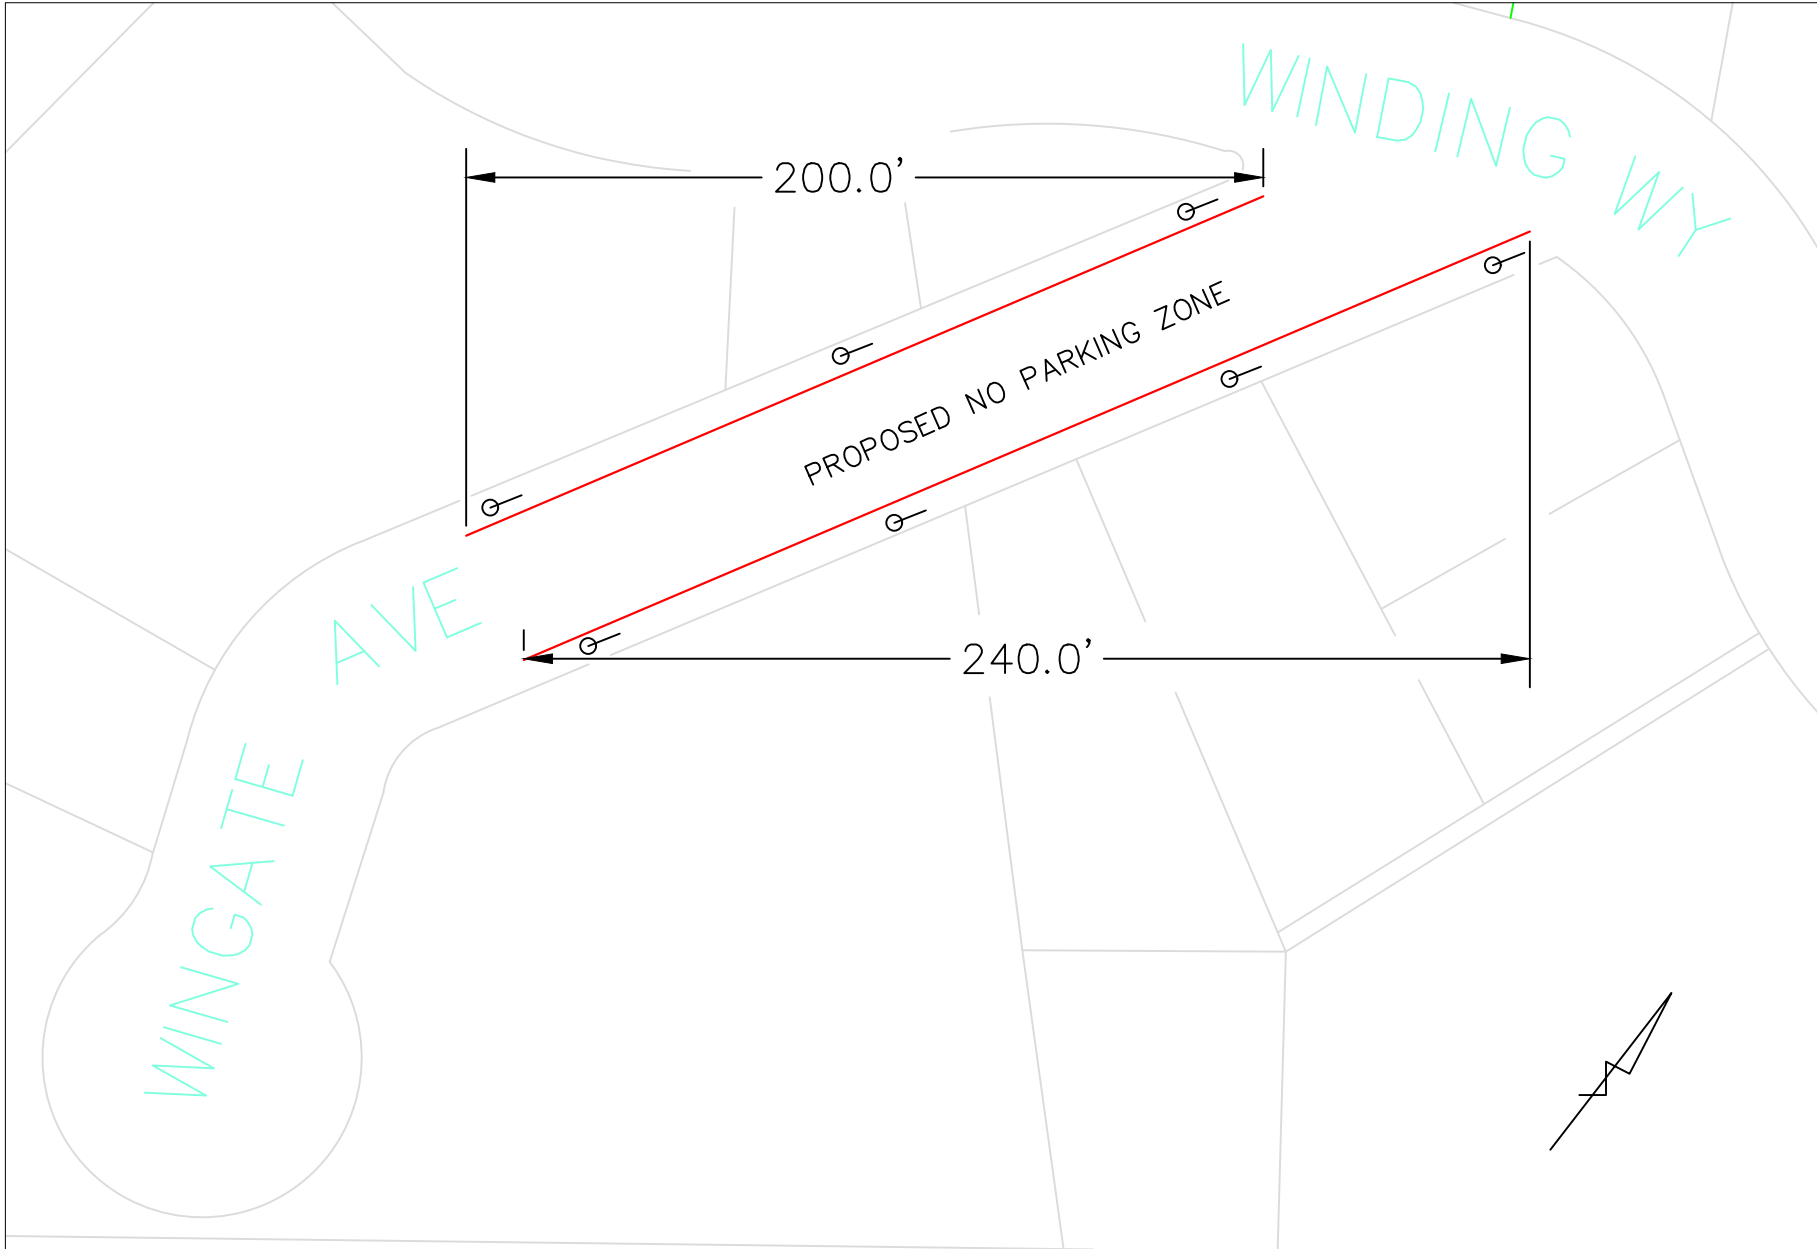 WINDING WY
200.0'
PROPOSED NO PARKING ZONE
240.0'
WINGATE AVE